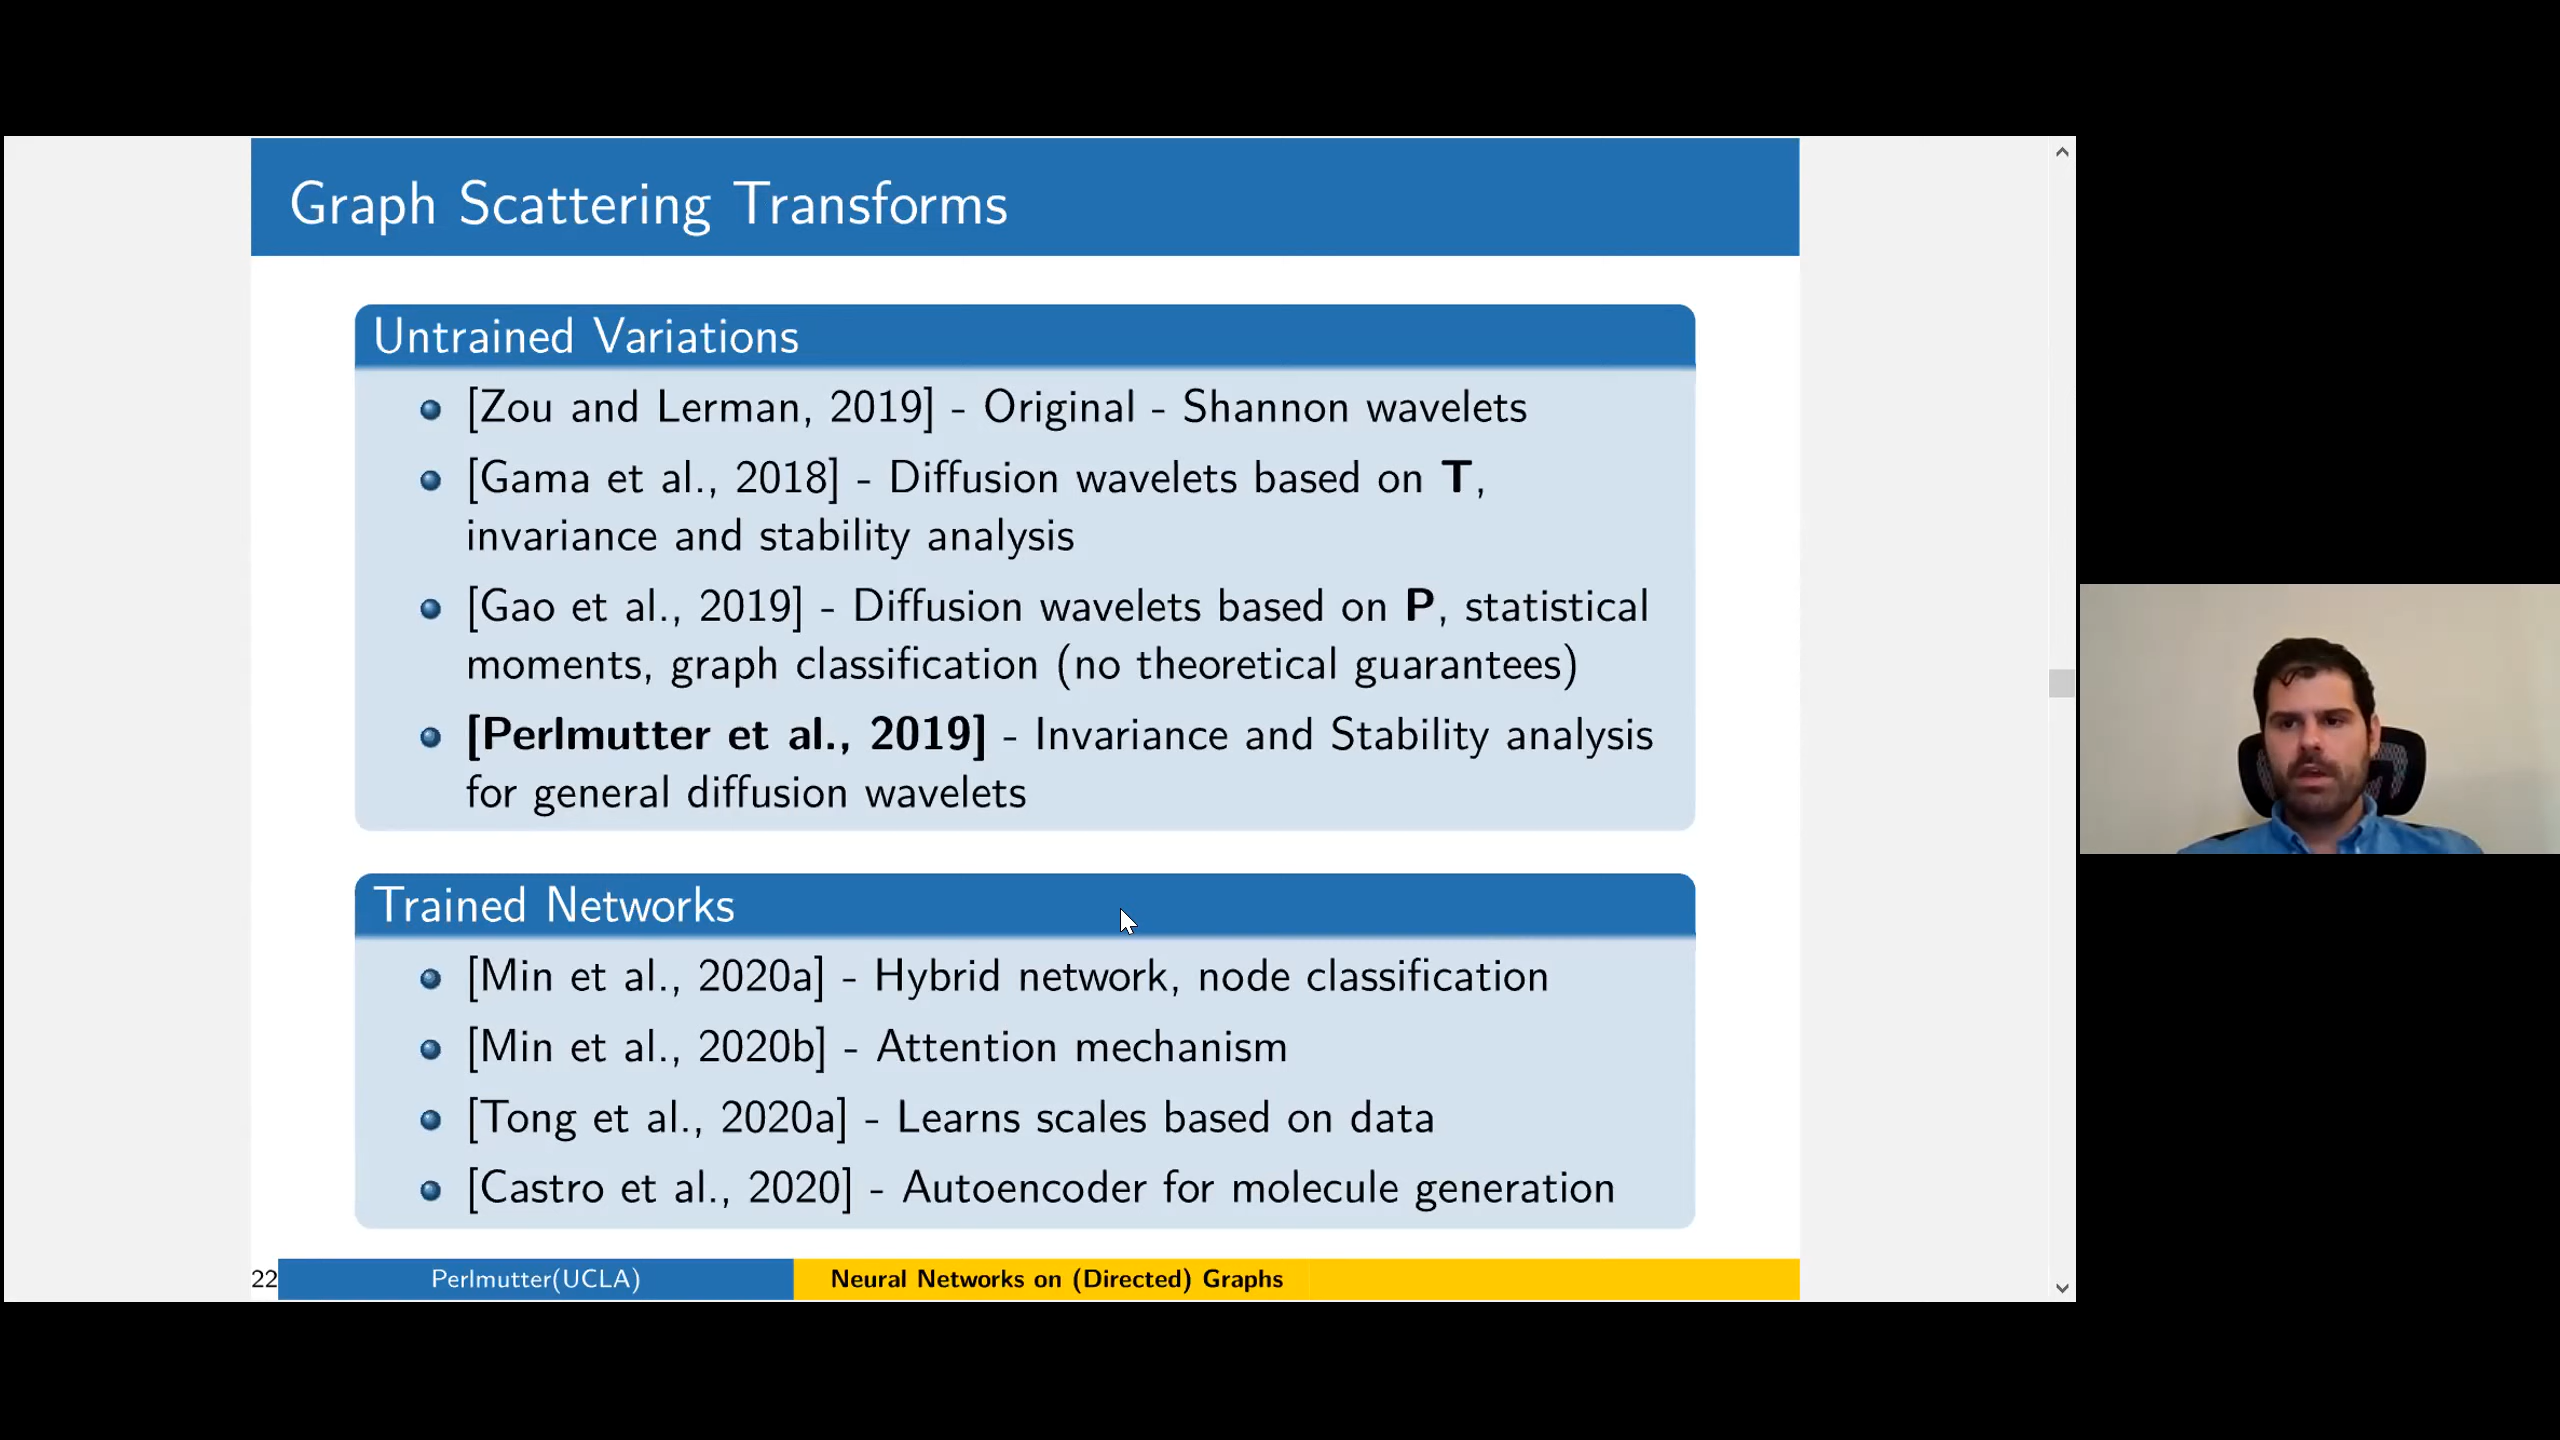 Graph Scattering Transforms
Untrained Variations
[Zou and Lerman, 2019] - Original - Shannon wavelets
[Gama et al., 2018] - Diffusion wavelets based on T,
invariance and stability analysis
[Gao et al., 2019] - Diffusion wavelets based on P, statistical
moments, graph classification (no theoretical guarantees)
[Perlmutter et al., 2019] - Invariance and Stability analysis
for general diffusion wavelets
Trained Networks
[Min et al., 2020a] - Hybrid network, node classification
[Min et al., 2020b] - Attention mechanism
[Tong et al., 2020a] - Learns scales based on data
[Castro et al., 2020] - Autoencoder for molecule generation
22 Perlmutter(UCLA) Neural Networks on (Directed) Graphs